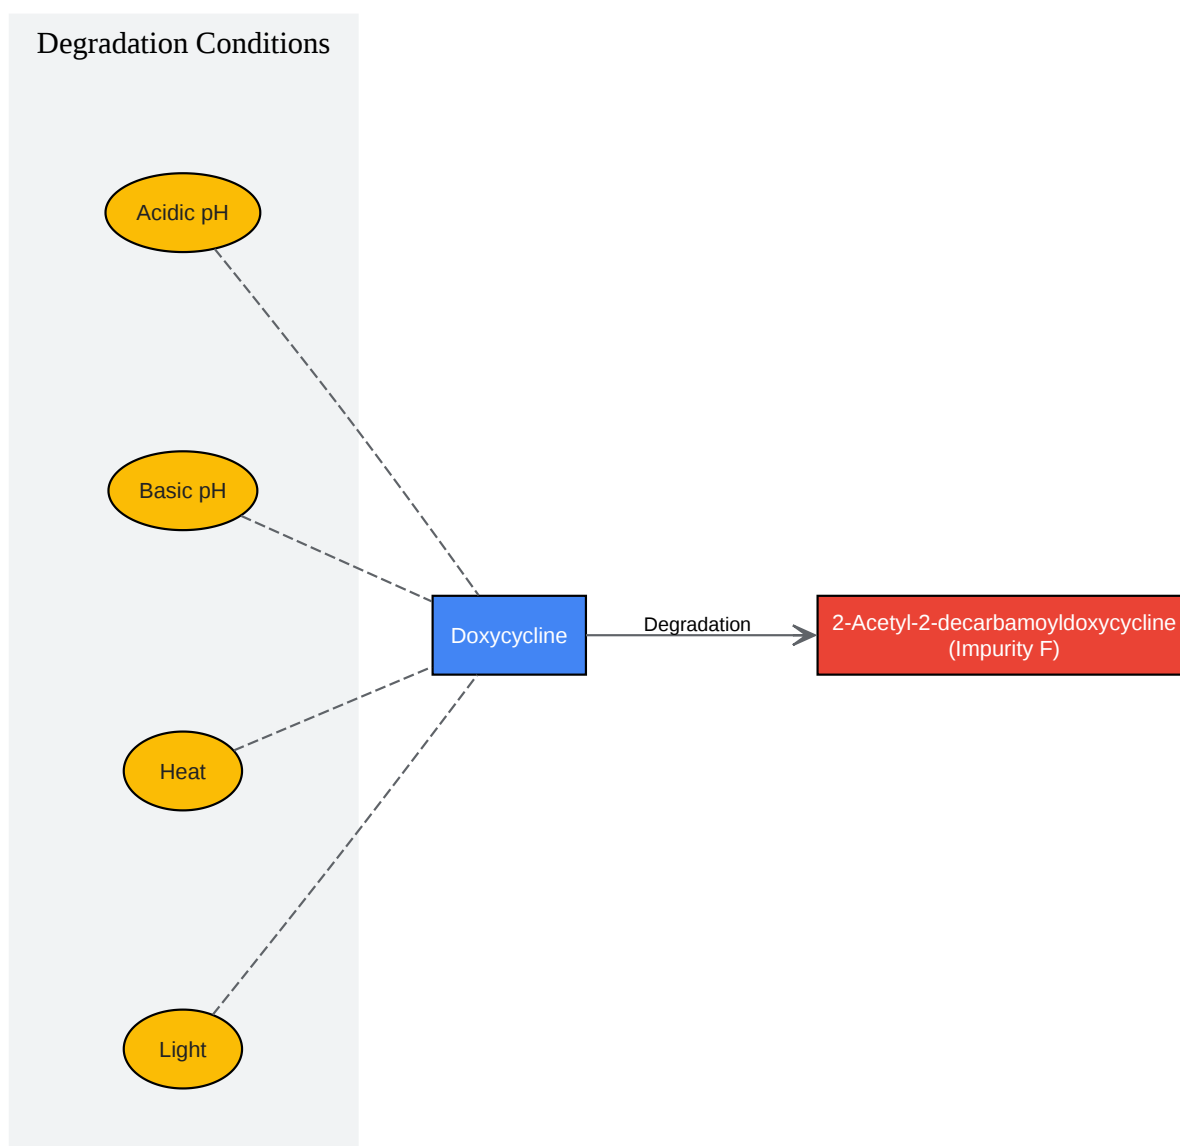 Degradation Conditions
Acidic pH
Basic pH
Doxycycline
Degradation
2-Acetyl-2-decarbamoyldoxycycline
(Impurity F)
Heat
Light